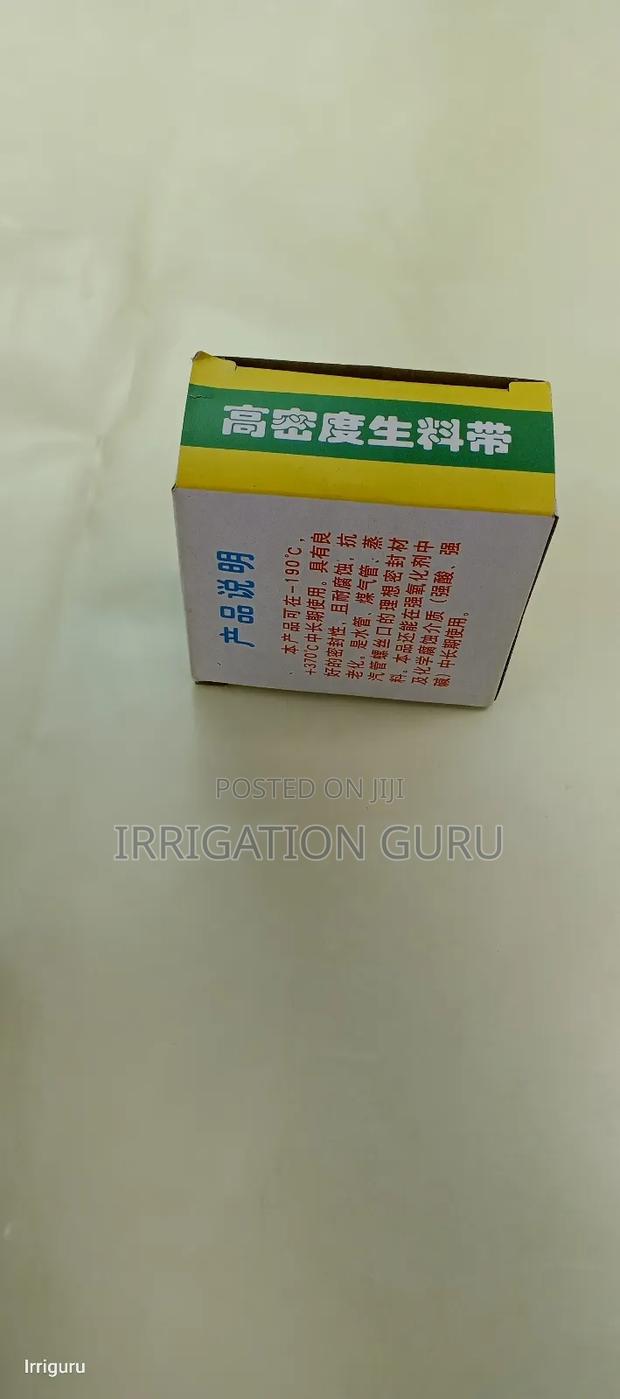 高密度生料带
产品说明
本产品可在-190℃,
+370℃中长期使用。具有良
好的密封性，且耐腐蚀，抗
老化。是水管、煤气管、蒸
汽管螺丝口的理想密封材
料。本品还能在强氧化剂中
及化学腐蚀介质（强酸、强
碱）中长期使用。
POSTED ON JIJI
IRRIGATION GURU
Irriguru